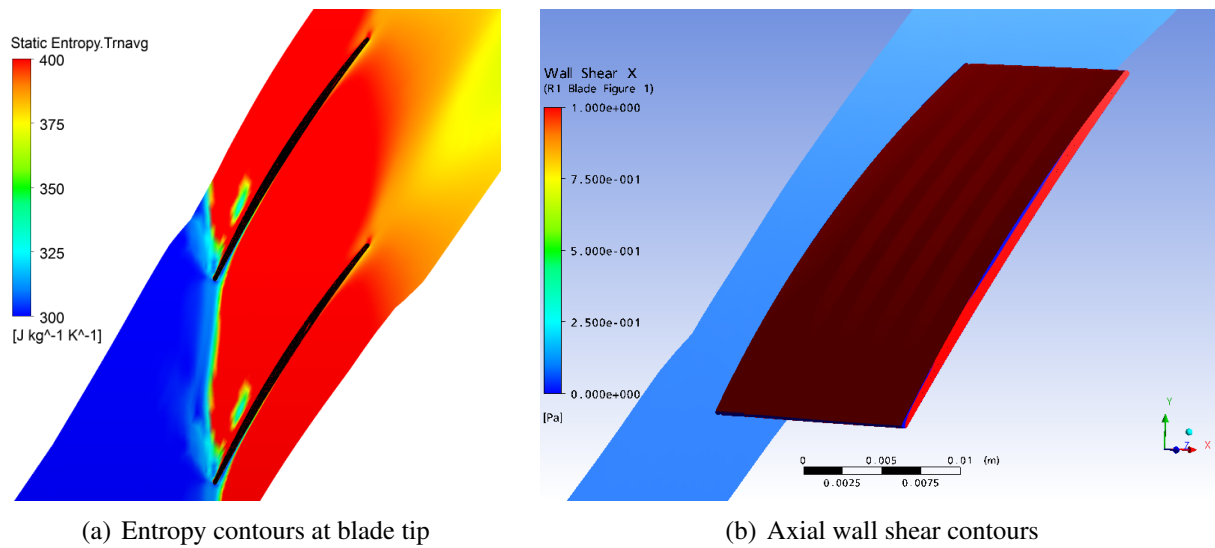 Static Entropy.Trnavg
400
375
350
325
300
[J kg^-1 K^-1]
Wall Shear X
(R1 Blade Figure 1)
1.000e+000
7.500e-001
5.000e-001
2.500e-001
0.000e+000
[Pa]
0 0.005 0.01 (m)
0.0025 0.0075
Y
Z X
(a) Entropy contours at blade tip
(b) Axial wall shear contours